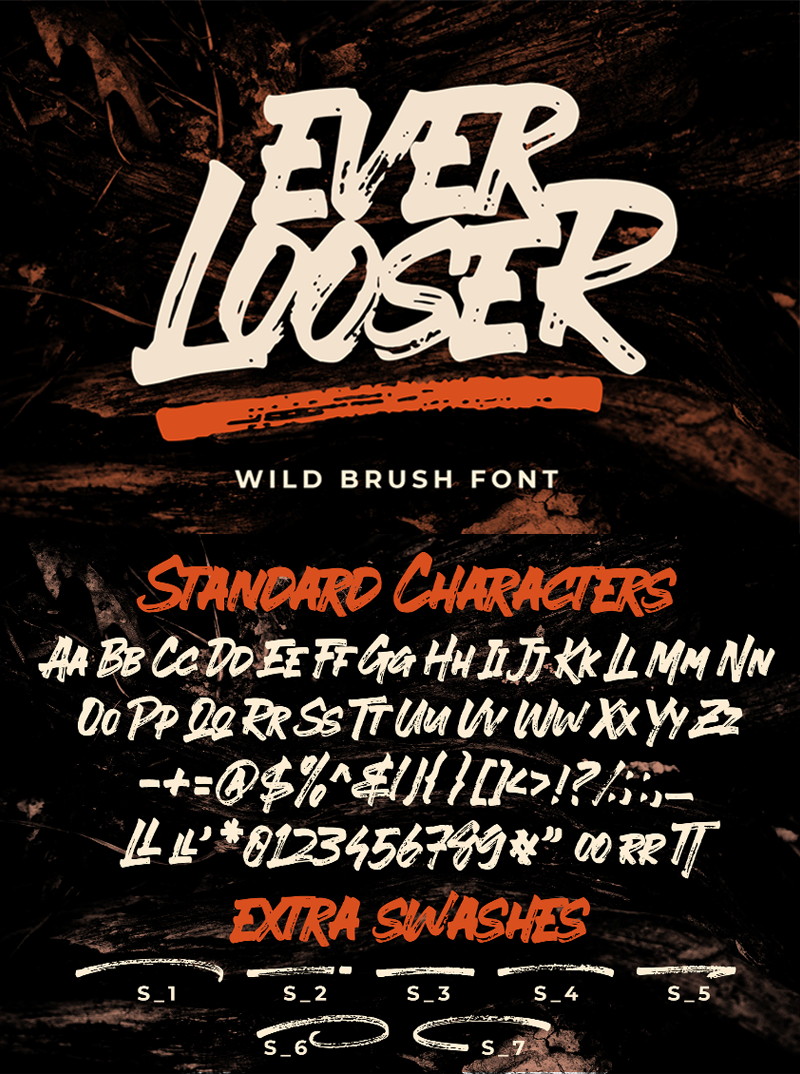 EVER
LOOSER
WILD BRUSH FONT
STANDARD CHARACTERS
Aa Bb Cc Dd Ee Ff Gg Hh Ii Jj Kk Ll Mm Nn
Oo Pp Qq Rr Ss Tt Uu Vv Ww Xx Yy Zz
-+=@$%^&(){}[]<>!?/;:,._
LL LL' *0123456789#" OO RR TT
EXTRA SWASHES
S_1 S_2 S_3 S_4 S_5
S_6 S_7